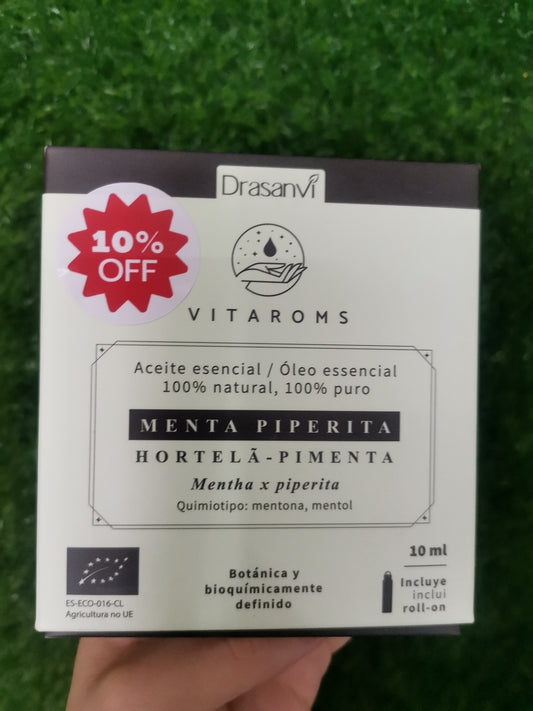 Drasanvi
10%
OFF
VITAROMS
Aceite esencial / Óleo essencial
100% natural, 100% puro
MENTA PIPERITA
HORTELÃ-PIMENTA
Mentha x piperita
Quimiotipo: mentona, mentol
10 ml
Botánica y
bioquímicamente
definido
Incluye
inclui
roll-on
ES-ECO-016-CL
Agricultura no UE